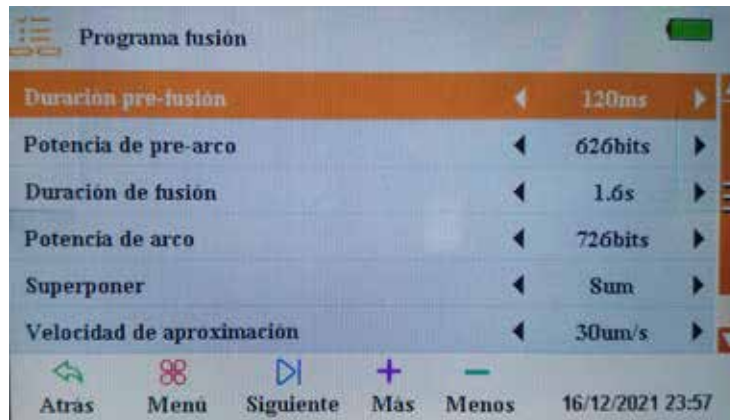 Programa fusión
Duración pre-fusión 120ms
Potencia de pre-arco 626bits
Duración de fusión 1.6s
Potencia de arco 726bits
Superponer 8um
Velocidad de aproximación 30um/s
Atrás Menú Siguiente Más Menos 16/12/2021 23:57